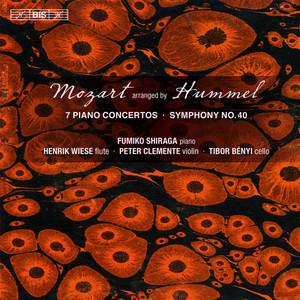 BIS
Mozart arranged by Hummel
7 PIANO CONCERTOS · SYMPHONY NO. 40
FUMIKO SHIRAGA piano
HENRIK WIESE flute · PETER CLEMENTE violin · TIBOR BÉNYI cello